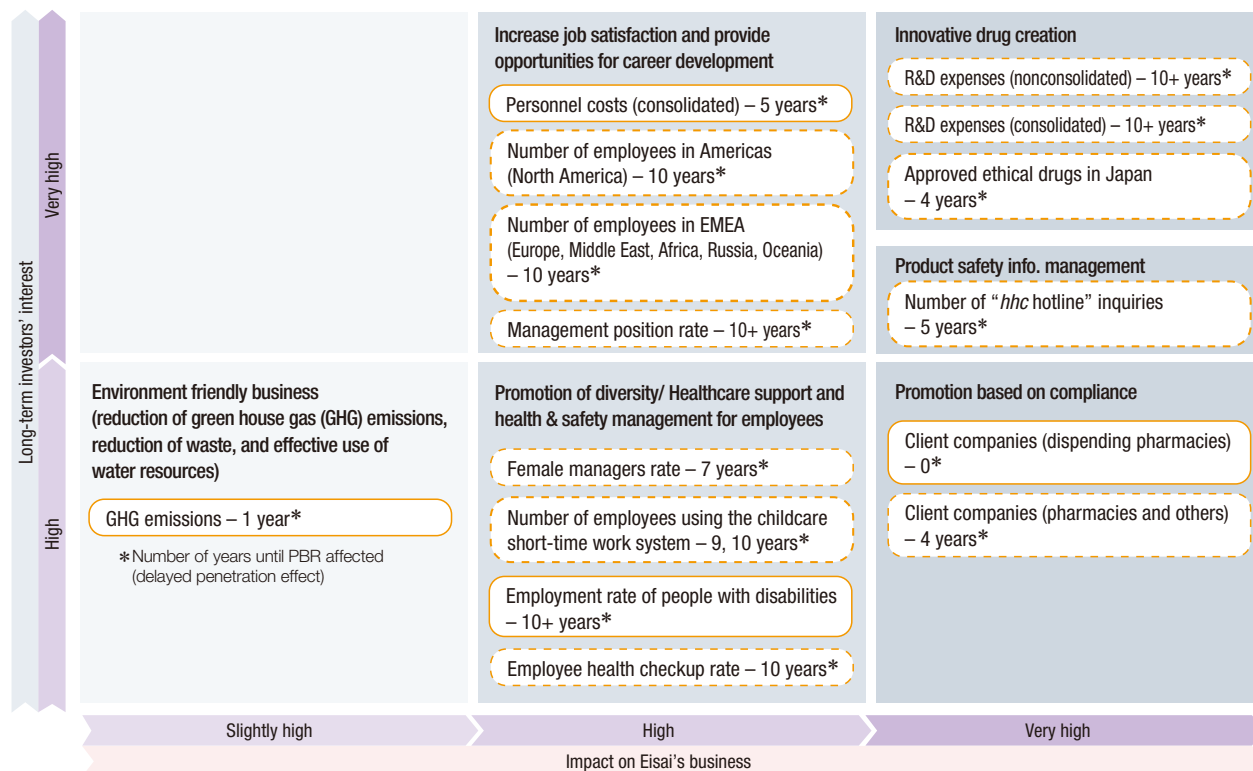 Long-term investors' interest
Very high
High
Increase job satisfaction and provide
opportunities for career development
Personnel costs (consolidated) – 5 years*
Number of employees in Americas
(North America) – 10 years*
Number of employees in EMEA
(Europe, Middle East, Africa, Russia, Oceania)
– 10 years*
Management position rate – 10+ years*
Innovative drug creation
R&D expenses (nonconsolidated) – 10+ years*
R&D expenses (consolidated) – 10+ years*
Approved ethical drugs in Japan
– 4 years*
Product safety info. management
Number of “hhc hotline” inquiries
– 5 years*
Environment friendly business
(reduction of green house gas (GHG) emissions,
reduction of waste, and effective use of
water resources)
GHG emissions – 1 year*
*Number of years until PBR affected
(delayed penetration effect)
Promotion of diversity/ Healthcare support and
health & safety management for employees
Female managers rate – 7 years*
Number of employees using the childcare
short-time work system – 9, 10 years*
Employment rate of people with disabilities
– 10+ years*
Employee health checkup rate – 10 years*
Promotion based on compliance
Client companies (dispending pharmacies)
– 0*
Client companies (pharmacies and others)
– 4 years*
Slightly high
High
Very high
Impact on Eisai's business